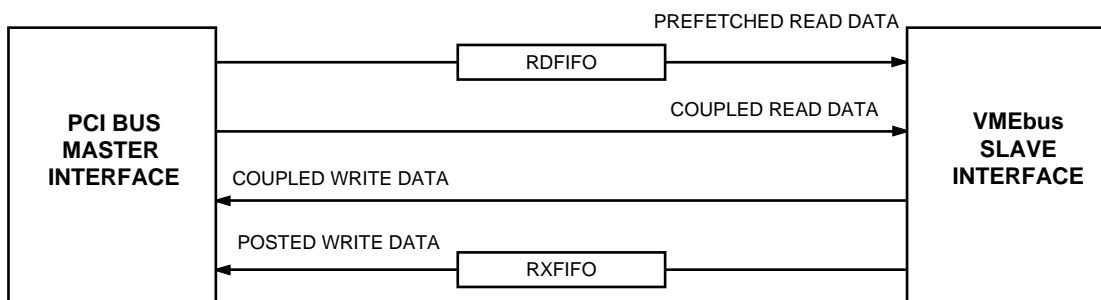 PREFETCHED READ DATA
RDFIFO
COUPLED READ DATA
PCI BUS
MASTER
INTERFACE
VMEbus
SLAVE
INTERFACE
COUPLED WRITE DATA
POSTED WRITE DATA
RXFIFO